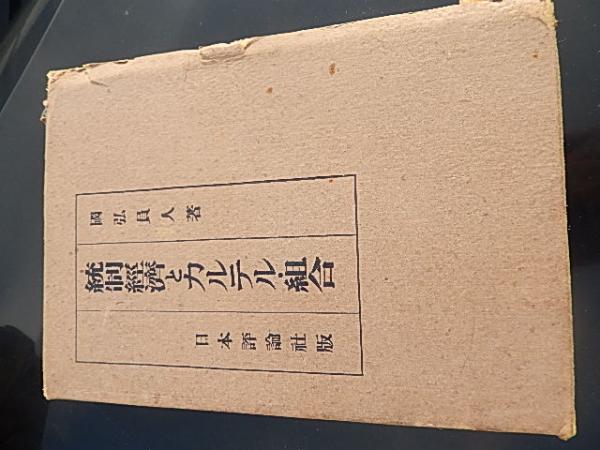 國弘員人著
統制經濟とカルテル・組合
日本評論社版